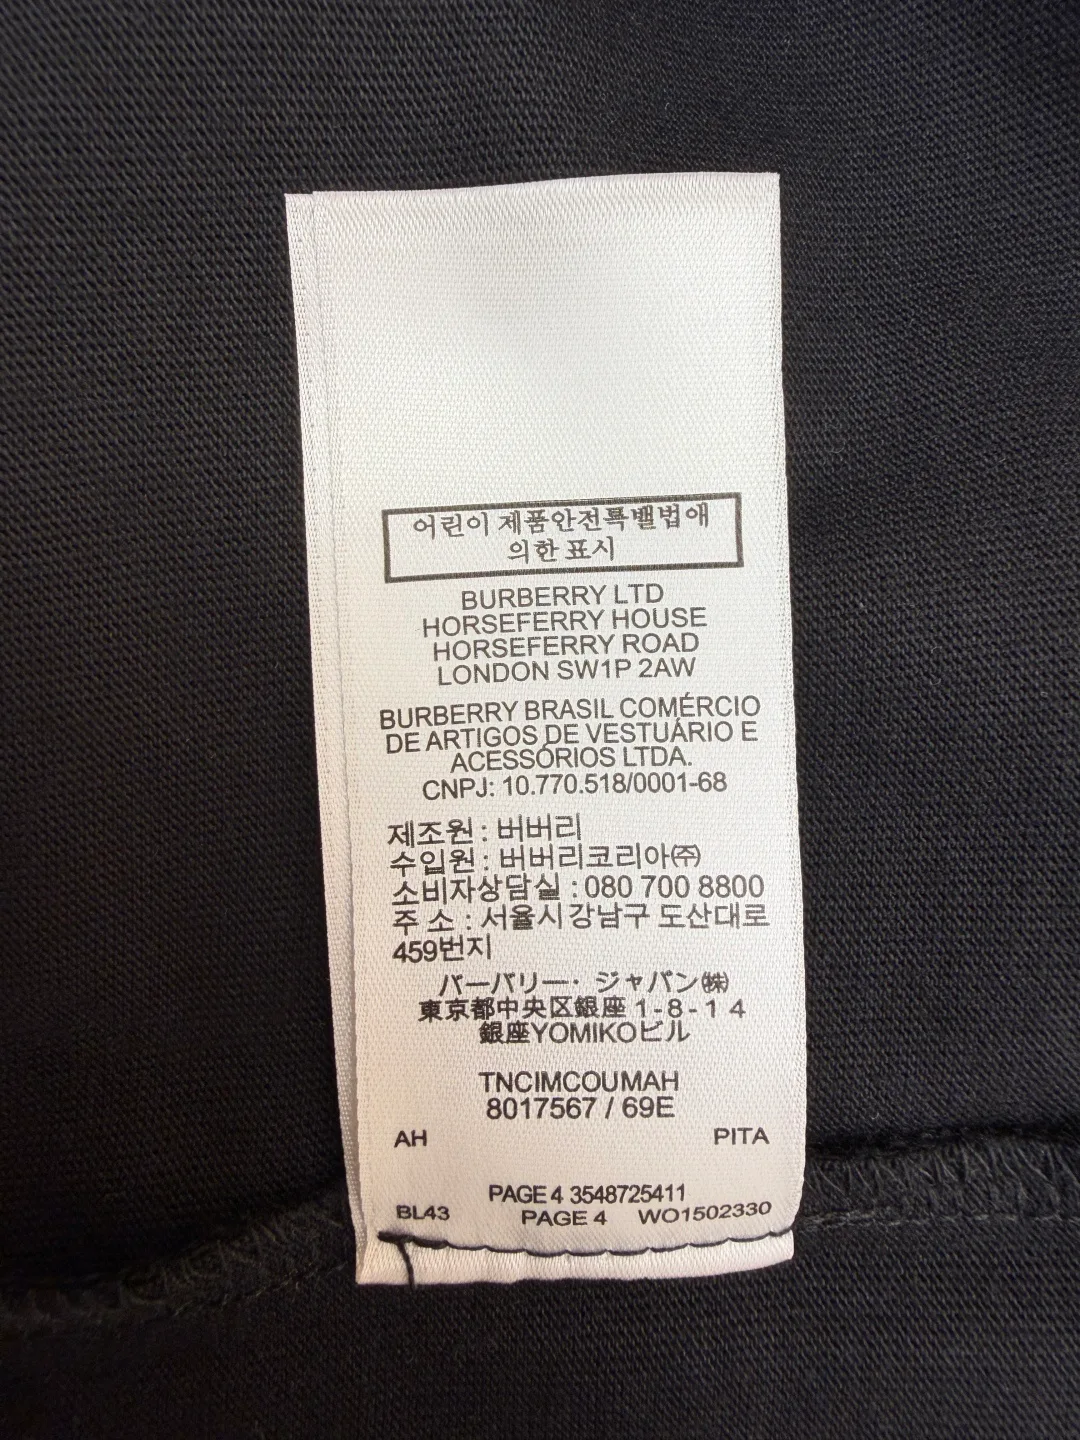 어린이 제품안전특밸법애
의한 표시
BURBERRY LTD
HORSEFERRY HOUSE
HORSEFERRY ROAD
LONDON SW1P 2AW
BURBERRY BRASIL COMÉRCIO
DE ARTIGOS DE VESTUÁRIO E
ACESSÓRIOS LTDA.
CNPJ: 10.770.518/0001-68
제조원 : 버버리
수입원 : 버버리코리아㈜
소비자상담실 : 080 700 8800
주 소 : 서울시 강남구 도산대로
459번지
バーバリー・ジャパン㈱
東京都中央区銀座 1-8-14
銀座YOMIKOビル
TNCIMCOUMAH
8017567 / 69E
AH PITA
PAGE 4 3548725411
BL43 PAGE 4 WO1502330